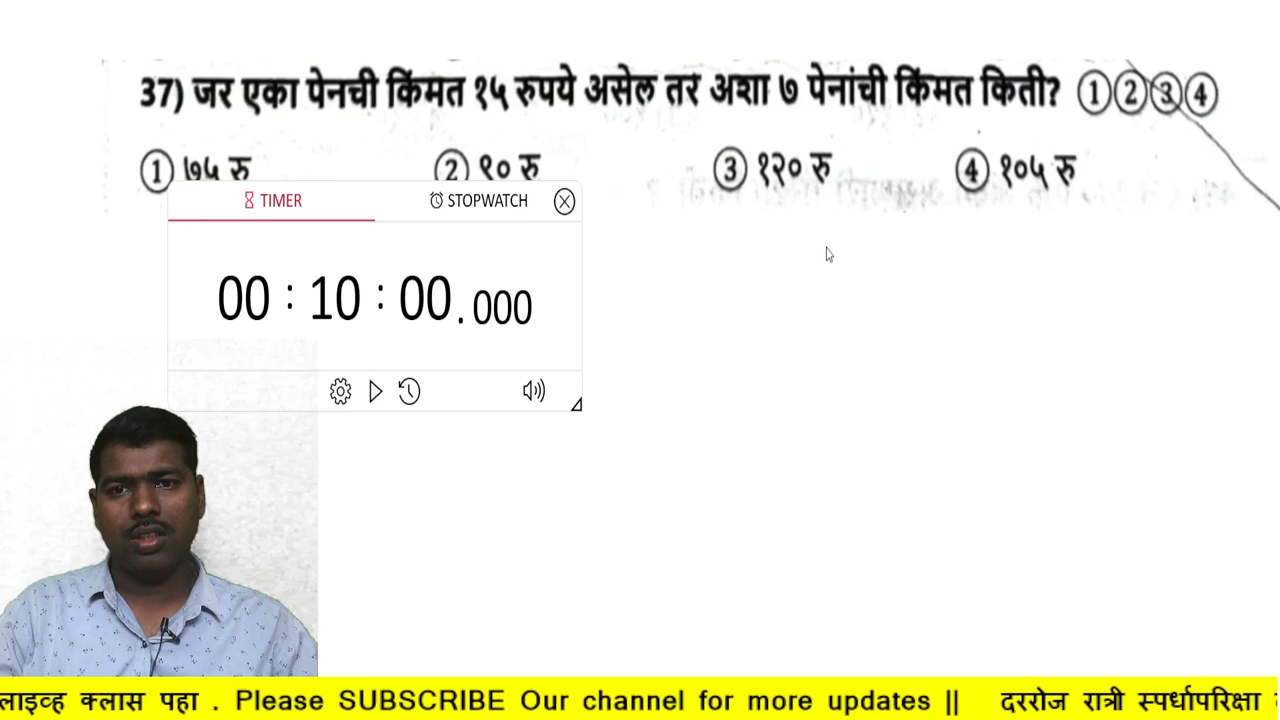 37) जर एका पेनची किंमत १५ रुपये असेल तर अशा ७ पेनांची किंमत किती? ① ② ③ ④
① ७५ रु ② ९० रु ③ १२० रु ④ १०५ रु
TIMER STOPWATCH
00 : 10 : 00.000
लाइव्ह क्लास पहा . Please SUBSCRIBE Our channel for more updates || दररोज रात्री स्पर्धापरिक्षा